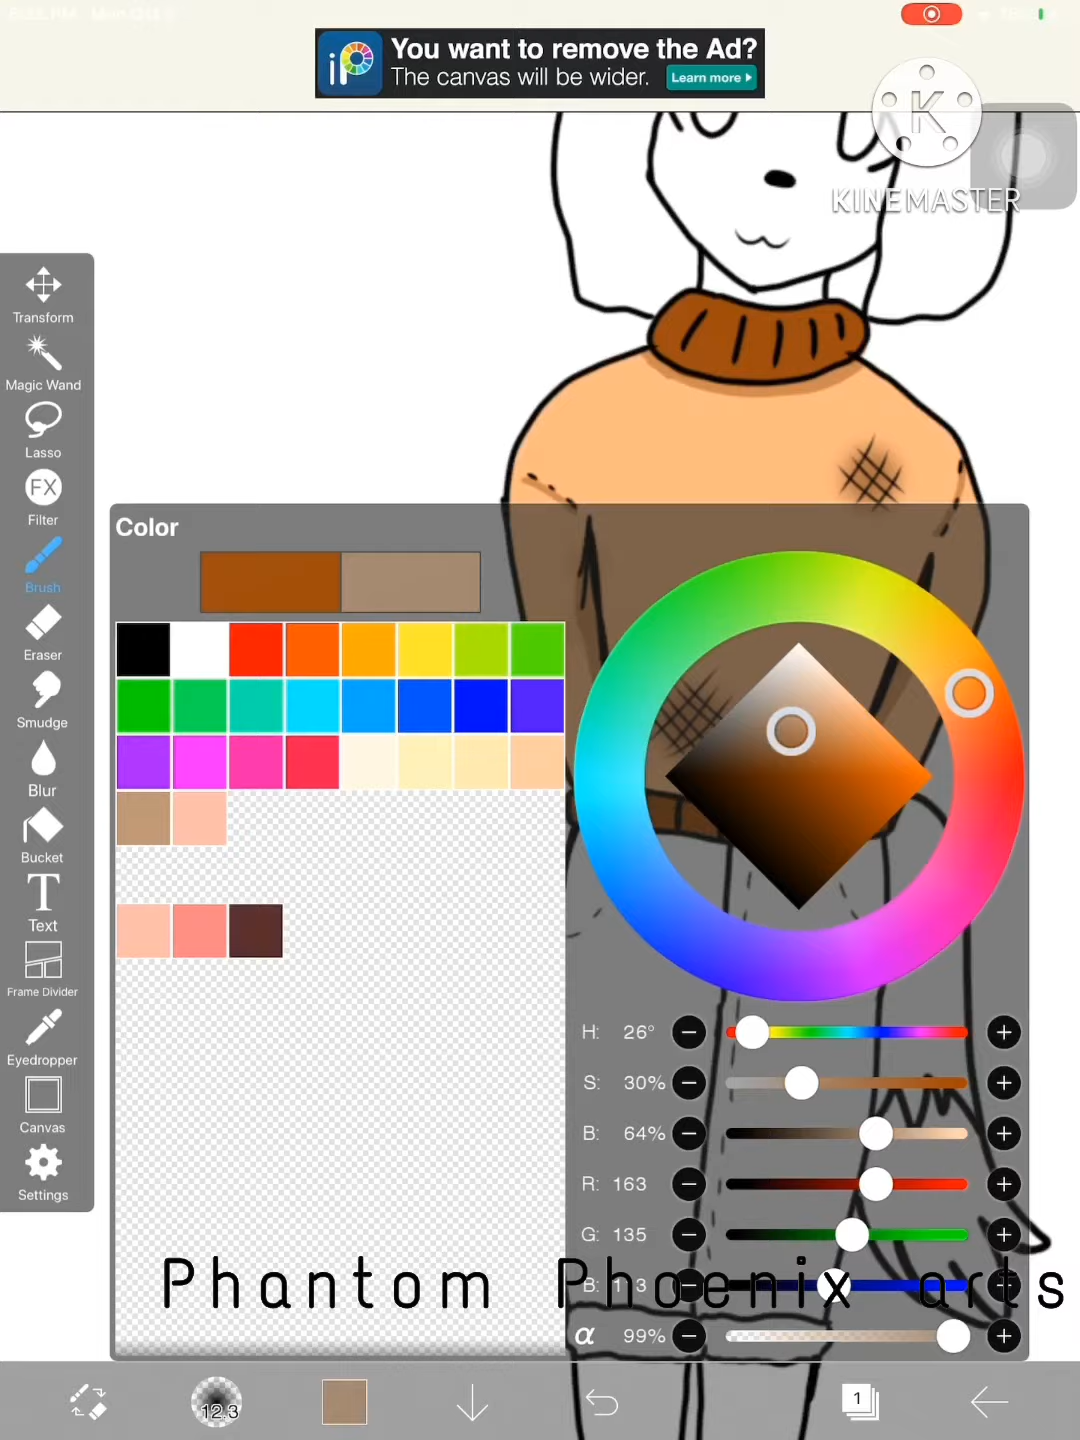 You want to remove the Ad?
The canvas will be wider.
Learn more
K
KINEMASTER
Transform
Magic Wand
Lasso
FX
Filter
Brush
Eraser
Smudge
Blur
Bucket
T
Text
Frame Divider
Eyedropper
Canvas
Settings
Color
H: 26°
S: 30%
B: 64%
R: 163
G: 135
B: 113
α 99%
Phantom Phoenix arts
12.3
1